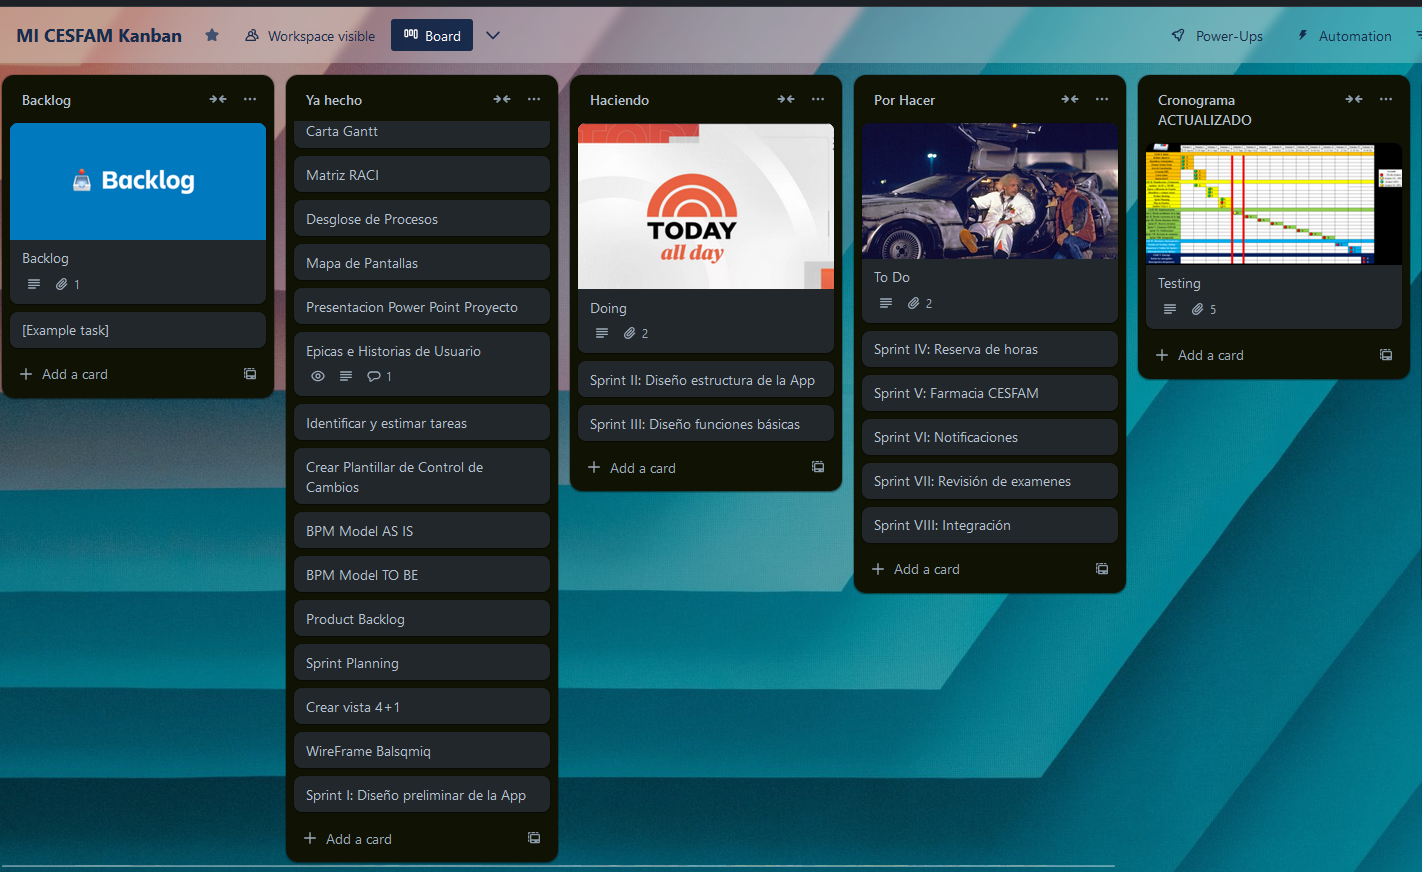 MI CESFAM Kanban
Workspace visible
Board
Power-Ups
Automation
Backlog
Backlog
Backlog
1
[Example task]
Add a card
Ya hecho
Carta Gantt
Matriz RACI
Desglose de Procesos
Mapa de Pantallas
Presentacion Power Point Proyecto
Epicas e Historias de Usuario
1
Identificar y estimar tareas
Crear Plantillar de Control de
Cambios
BPM Model AS IS
BPM Model TO BE
Product Backlog
Sprint Planning
Crear vista 4+1
WireFrame Balsqmiq
Sprint I: Diseño preliminar de la App
Add a card
Haciendo
TODAY
TODAY
all day
Doing
2
Sprint II: Diseño estructura de la App
Sprint III: Diseño funciones básicas
Add a card
Por Hacer
To Do
2
Sprint IV: Reserva de horas
Sprint V: Farmacia CESFAM
Sprint VI: Notificaciones
Sprint VII: Revisión de examenes
Sprint VIII: Integración
Add a card
Cronograma
ACTUALIZADO
Testing
5
Add a card